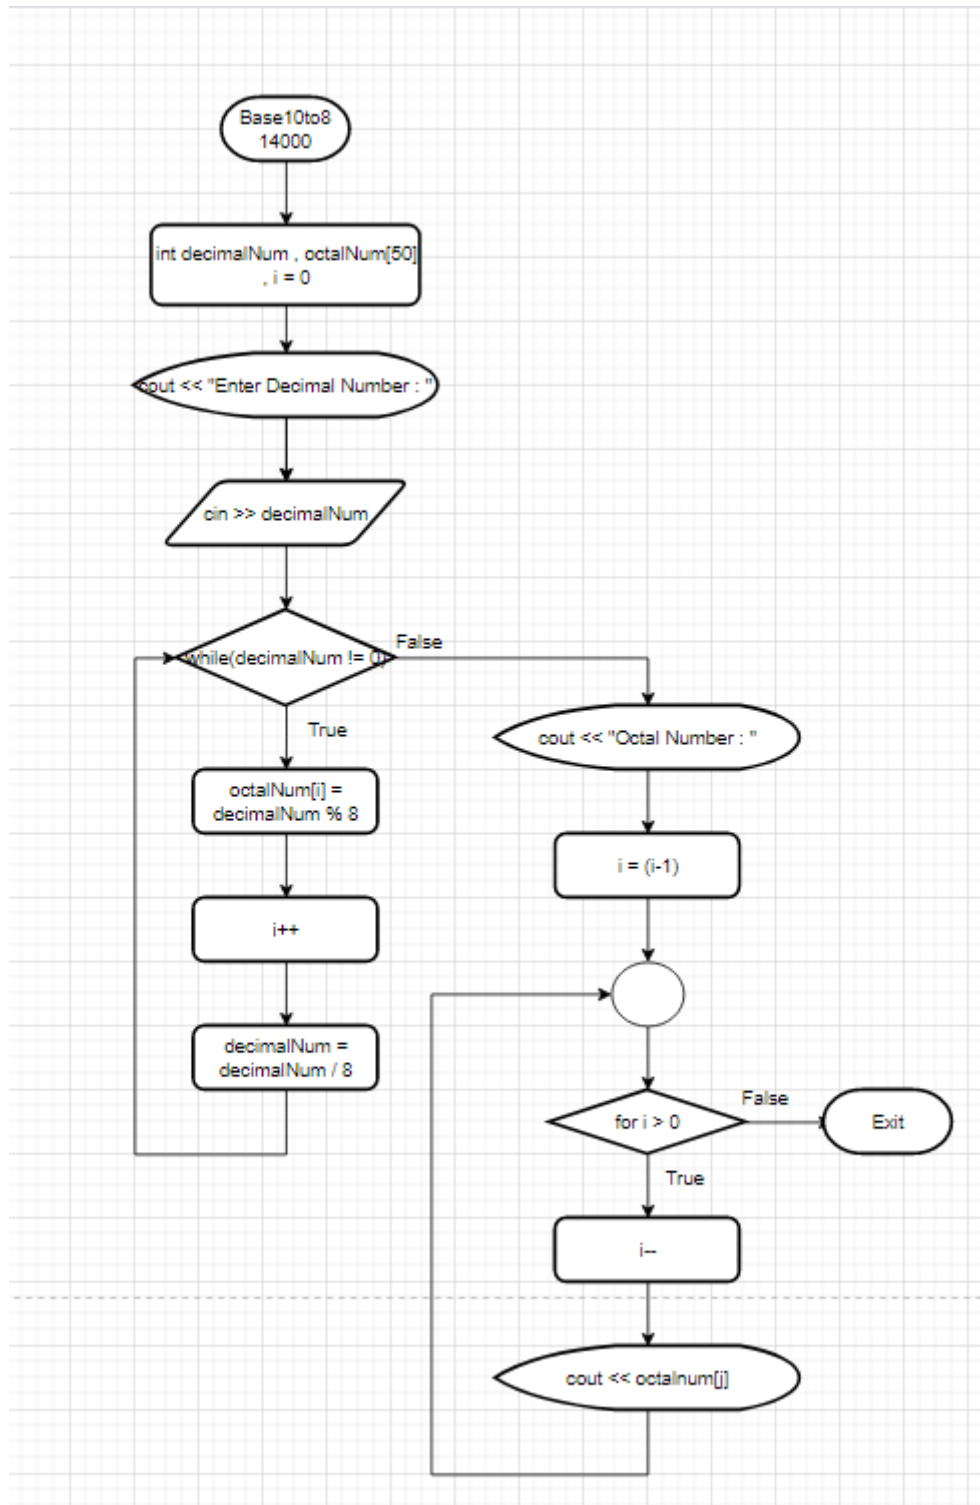 Base10to8
14000
int decimalNum , octalNum[50]
, i = 0
cout << "Enter Decimal Number : "
cin >> decimalNum
while(decimalNum != 0)
False
True
octalNum[i] =
decimalNum % 8
i++
decimalNum =
decimalNum / 8
cout << "Octal Number : "
i = (i-1)
for i > 0
False
Exit
True
i--
cout << octalnum[j]